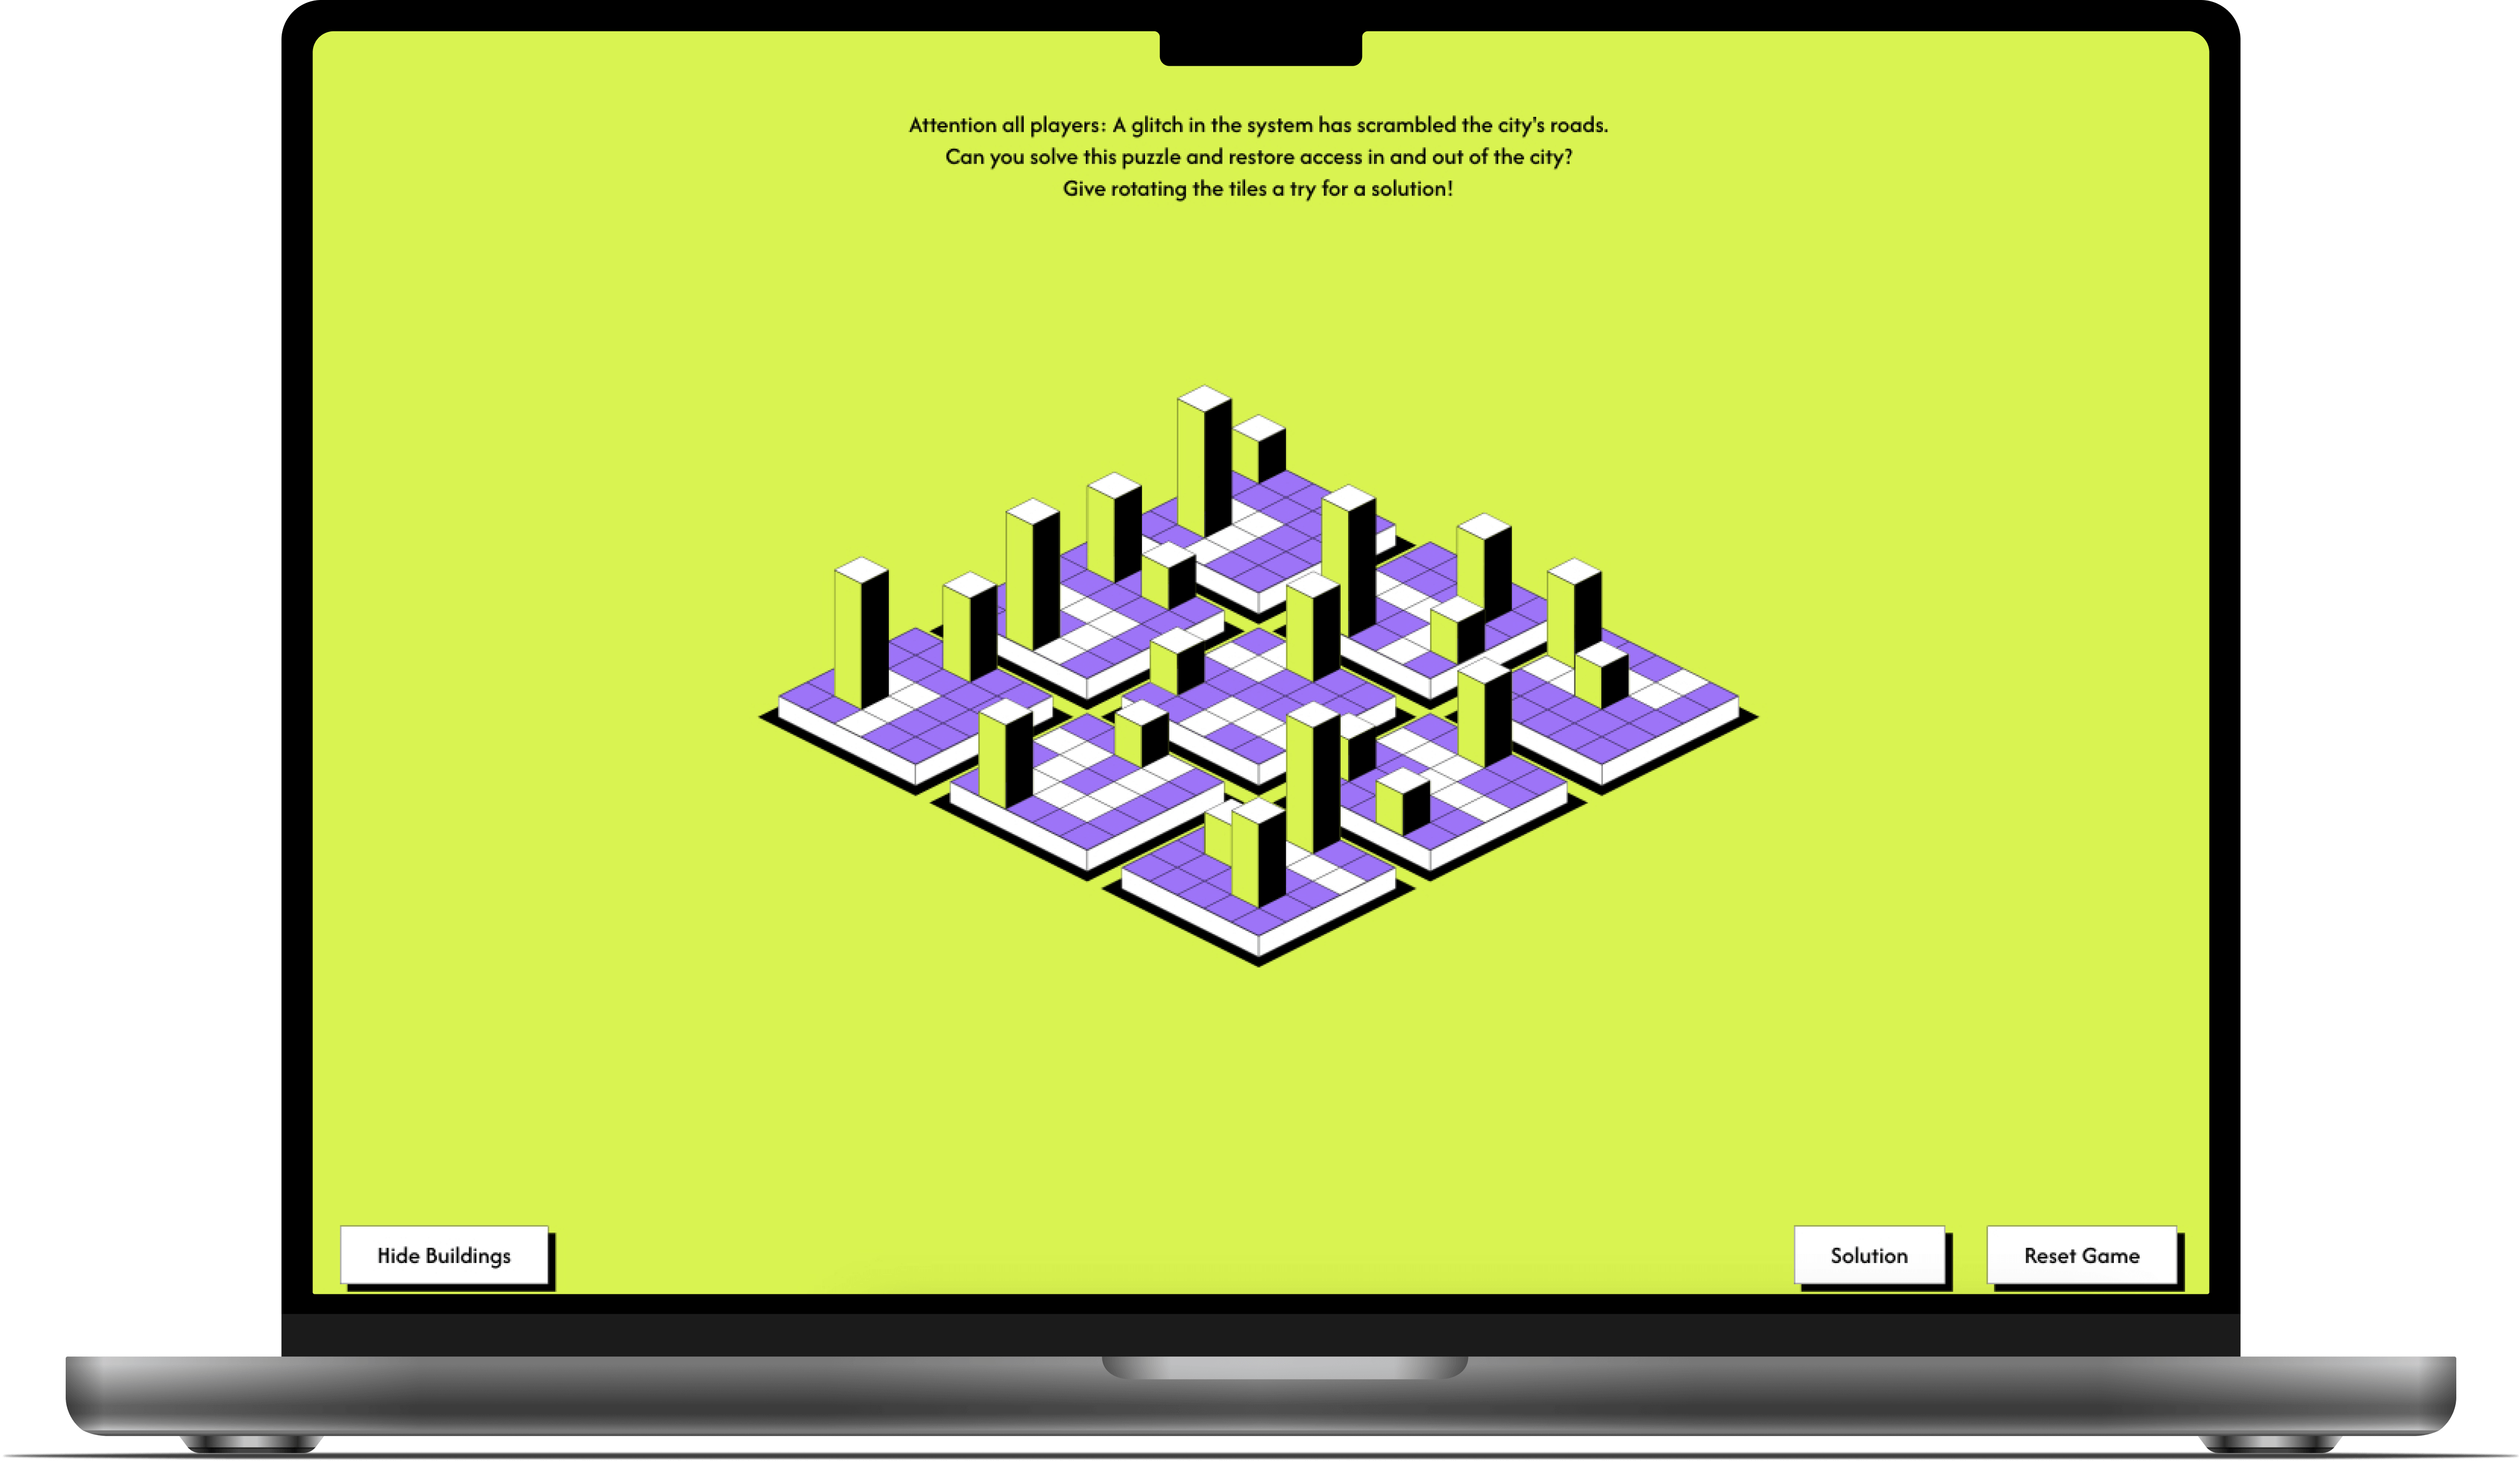 Attention all players: A glitch in the system has scrambled the city's roads.
Can you solve this puzzle and restore access in and out of the city?
Give rotating the tiles a try for a solution!
Hide Buildings
Solution
Reset Game